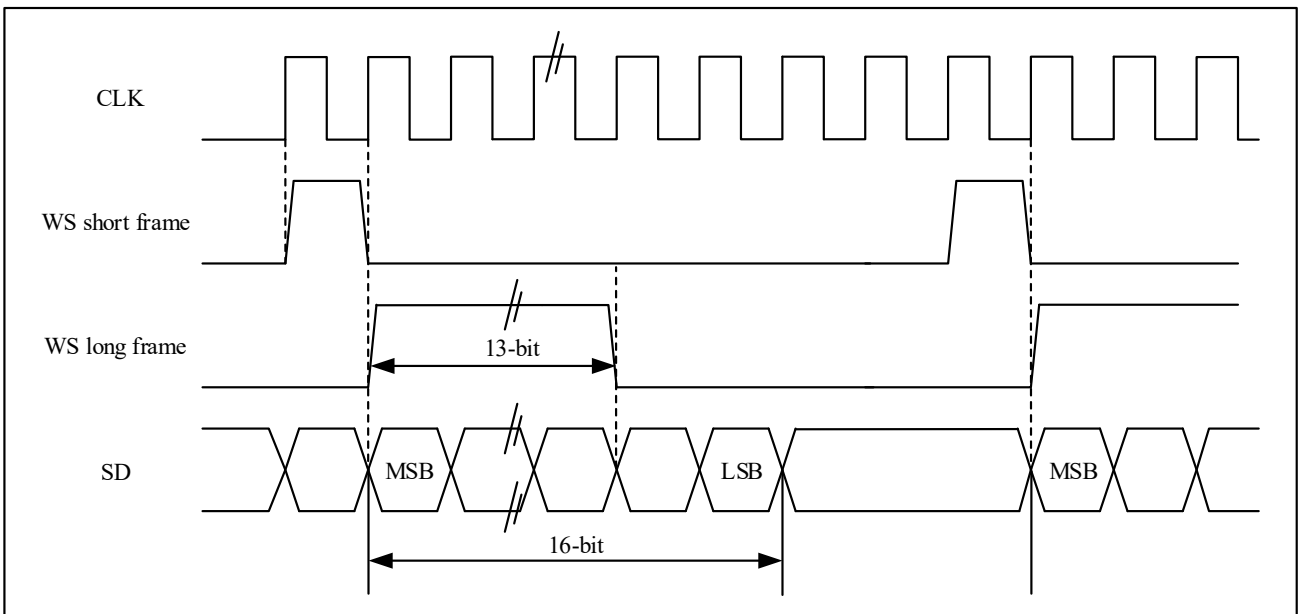 CLK
WS short frame
WS long frame
13-bit
SD
MSB
LSB
MSB
16-bit